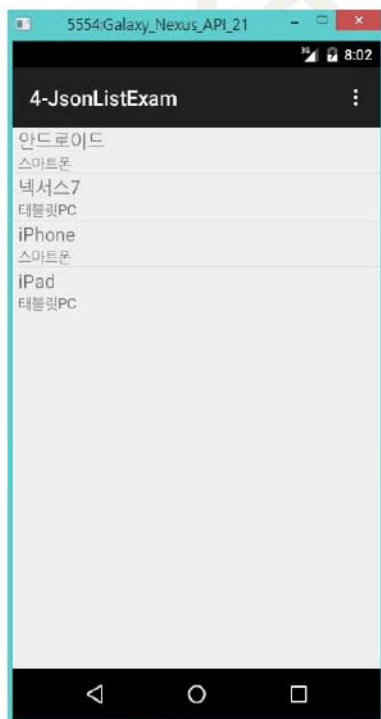 5554:Galaxy_Nexus_API_21
3G 8:02
4-JsonListExam
안드로이드
스마트폰
넥서스7
태블릿PC
iPhone
스마트폰
iPad
태블릿PC